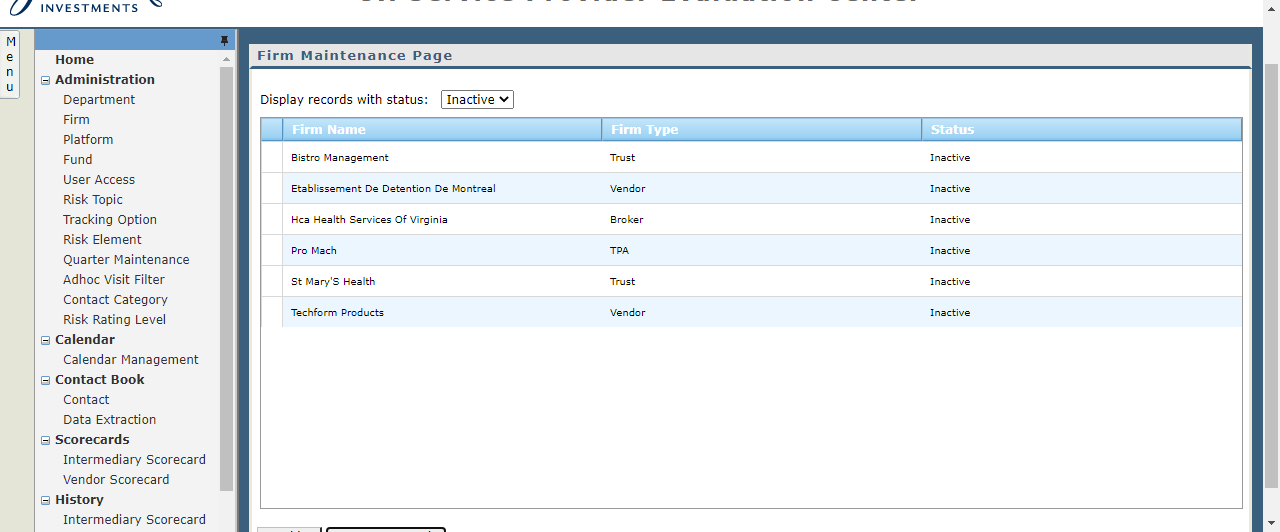 INVESTMENTS
Menu
Home
Administration
Department
Firm
Platform
Fund
User Access
Risk Topic
Tracking Option
Risk Element
Quarter Maintenance
Adhoc Visit Filter
Contact Category
Risk Rating Level
Calendar
Calendar Management
Contact Book
Contact
Data Extraction
Scorecards
Intermediary Scorecard
Vendor Scorecard
History
Intermediary Scorecard
Firm Maintenance Page
Display records with status: Inactive
Firm Name Firm Type Status
Bistro Management Trust Inactive
Etablissement De Detention De Montreal Vendor Inactive
Hca Health Services Of Virginia Broker Inactive
Pro Mach TPA Inactive
St Mary'S Health Trust Inactive
Techform Products Vendor Inactive